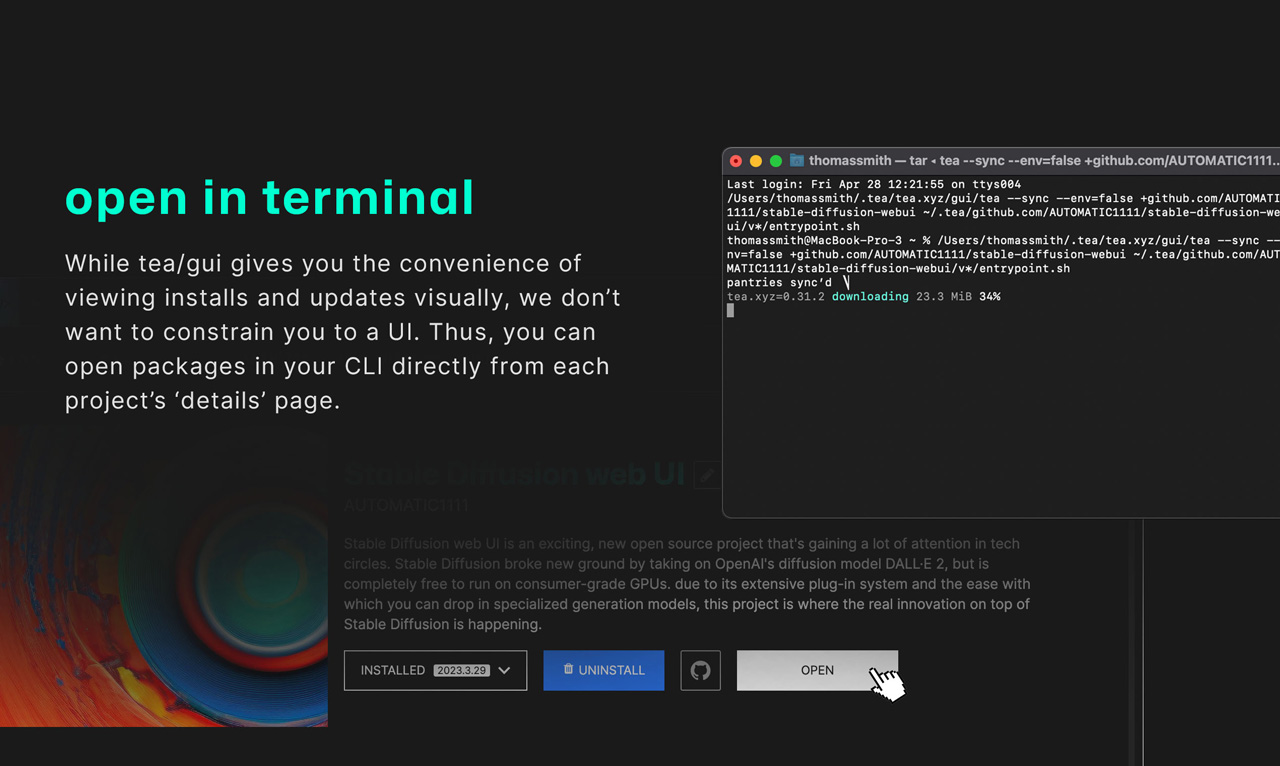 open in terminal
While tea/gui gives you the convenience of
viewing installs and updates visually, we don’t
want to constrain you to a UI. Thus, you can
open packages in your CLI directly from each
project’s ‘details’ page.
thomassmith — tar ◂ tea --sync --env=false +github.com/AUTOMATIC1111...
Last login: Fri Apr 28 12:21:55 on ttys004
/Users/thomassmith/.tea/tea.xyz/gui/tea --sync --env=false +github.com/AUTOMATI
1111/stable-diffusion-webui ~/.tea/github.com/AUTOMATIC1111/stable-diffusion-we
ui/v*/entrypoint.sh
thomassmith@MacBook-Pro-3 ~ % /Users/thomassmith/.tea/tea.xyz/gui/tea --sync --
nv=false +github.com/AUTOMATIC1111/stable-diffusion-webui ~/.tea/github.com/AUT
MATIC1111/stable-diffusion-webui/v*/entrypoint.sh
pantries sync’d
tea.xyz=0.31.2 downloading 23.3 MiB 34%
Stable Diffusion web UI
AUTOMATIC1111
Stable Diffusion web UI is an exciting, new open source project that's gaining a lot of attention in tech
circles. Stable Diffusion broke new ground by taking on OpenAI's diffusion model DALL·E 2, but is
completely free to run on consumer-grade GPUs. due to its extensive plug-in system and the ease with
which you can drop in specialized generation models, this project is where the real innovation on top of
Stable Diffusion is happening.
INSTALLED 2023.3.29
UNINSTALL
OPEN